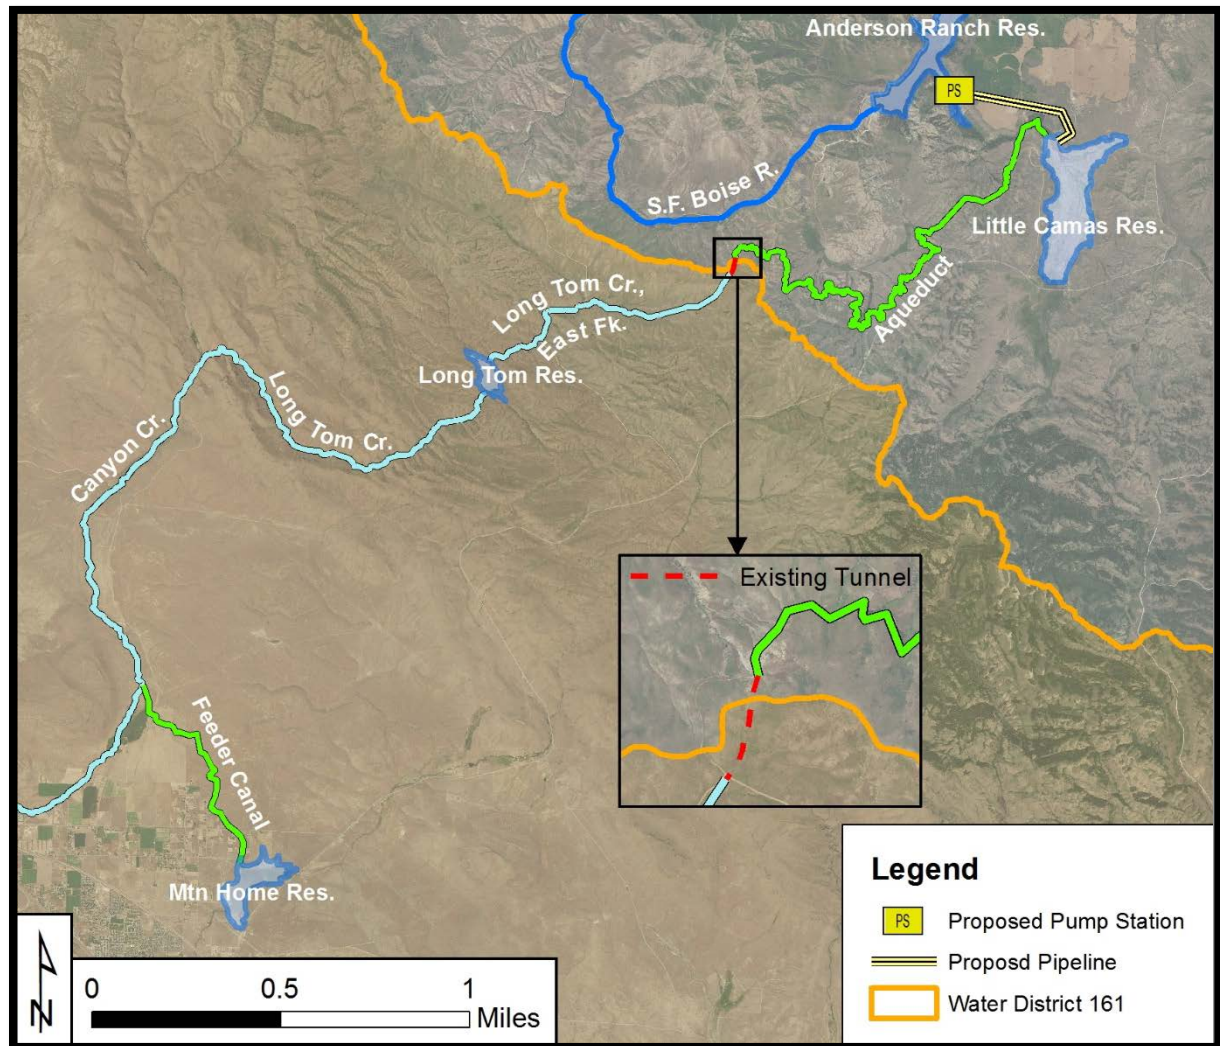 Anderson Ranch Res.
PS
S.F. Boise R.
Little Camas Res.
Aqueduct
Long Tom Cr.,
East Fk.
Long Tom Res.
Long Tom Cr.
Canyon Cr.
Existing Tunnel
Feeder Canal
Mtn Home Res.
Legend
PS Proposed Pump Station
Proposd Pipeline
Water District 161
N
0 0.5 1
Miles